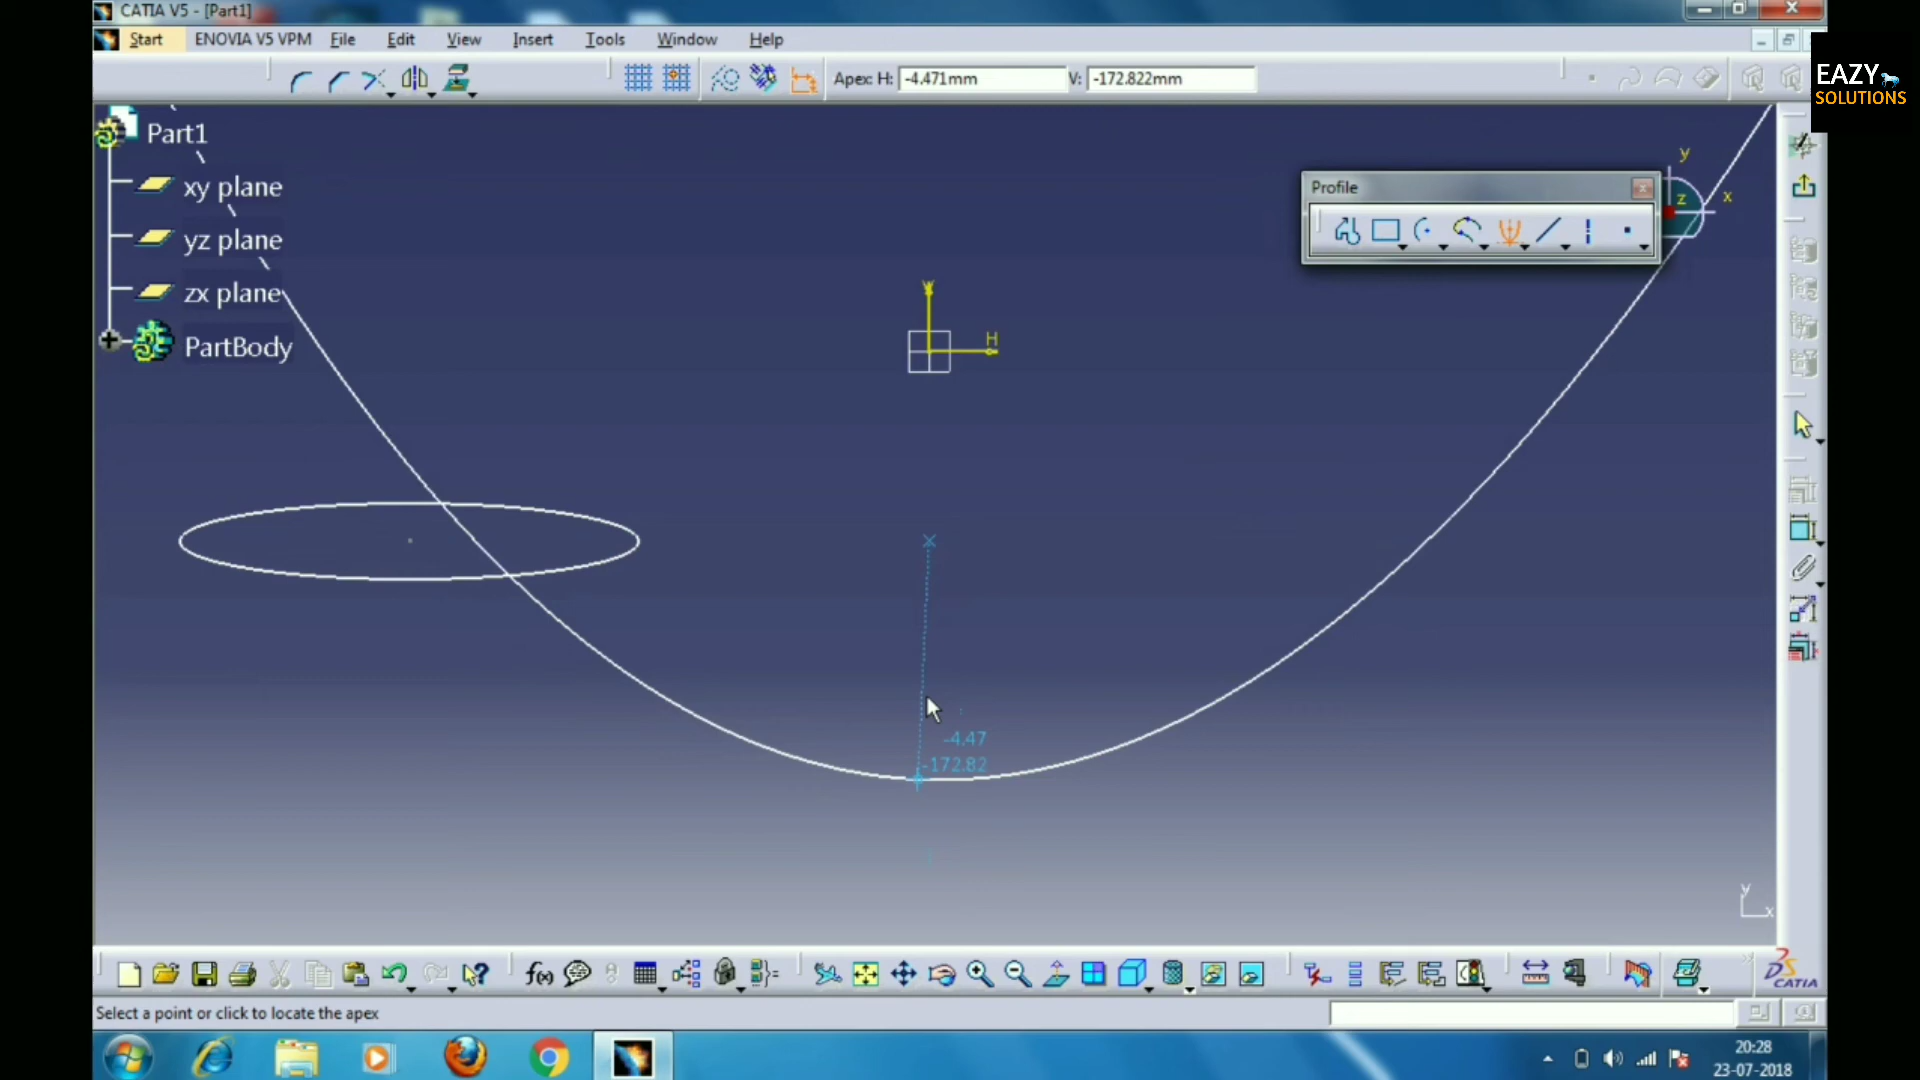 CATIA V5 - [Part1]
Start ENOVIA V5 VPM File Edit View Insert Tools Window Help
Apex: H: -4.471mm V: -172.822mm
EAZY
SOLUTIONS
Part1
xy plane
yz plane
zx plane
PartBody
Profile
y
z
x
V
H
-4.47
-172.82
y
x
f(x)
CATIA
Select a point or click to locate the apex
20:28
23-07-2018